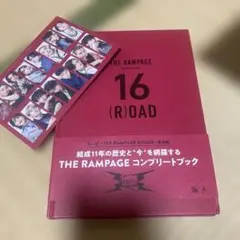 THE RAMPAGE
16
(R)OAD
結成11年の歴史と"今"を網羅する
THE RAMPAGE コンプリートブック